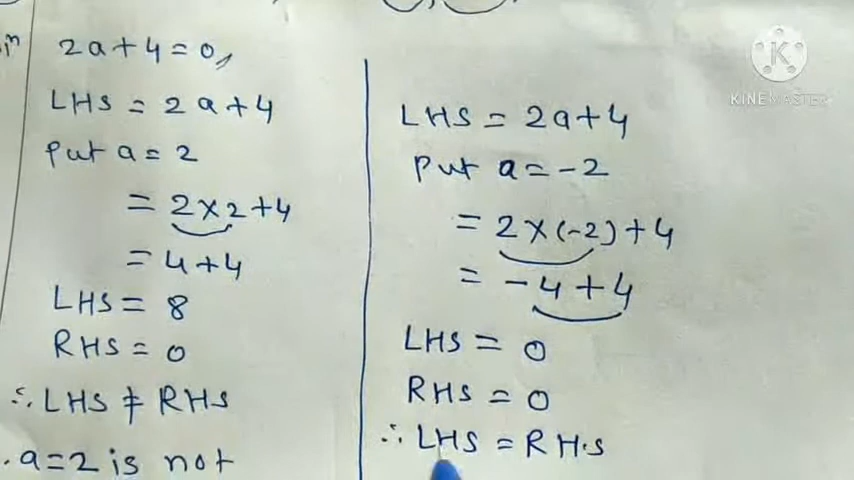 2a+4=0,
LHS = 2a+4
Put a=2
= 2×2+4
= 4+4
LHS = 8
RHS = 0
∴ LHS ≠ RHS
a=2 is not
LHS = 2a+4
Put a=-2
= 2×(-2)+4
= -4+4
LHS = 0
RHS = 0
∴ LHS = RH.S
KINEMASTER